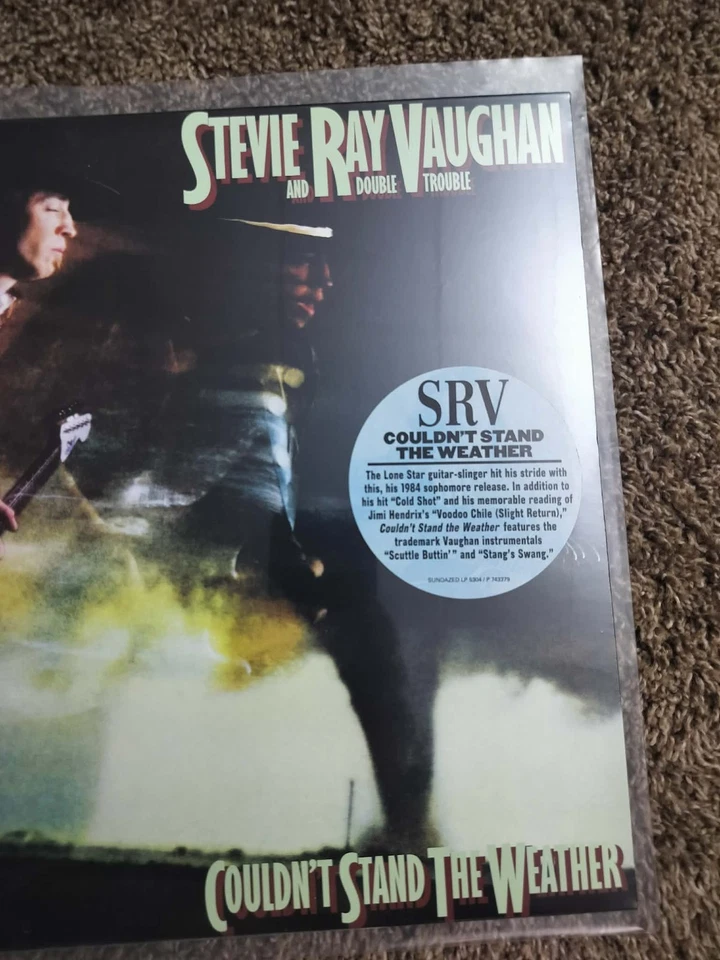 STEVIE RAY VAUGHAN
AND DOUBLE TROUBLE
SRV
COULDN'T STAND
THE WEATHER
The Lone Star guitar-slinger hit his stride with
this, his 1984 sophomore release. In addition to
his hit “Cold Shot” and his memorable reading of
Jimi Hendrix's “Voodoo Chile (Slight Return),”
Couldn't Stand the Weather features the
trademark Vaughan instrumentals
“Scuttle Buttin'” and “Stang's Swang.”
SUNDAZED LP 5304 / P 743379
COULDN'T STAND THE WEATHER